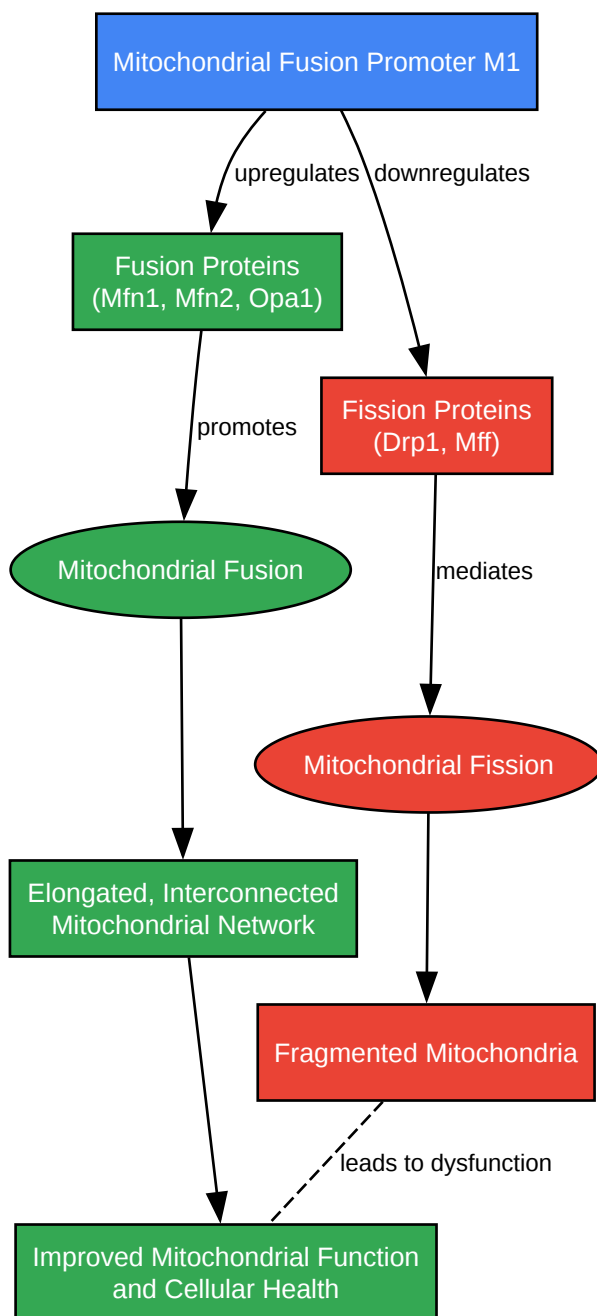 Mitochondrial Fusion Promoter M1
upregulates
downregulates
Fusion Proteins
(Mfn1, Mfn2, Opa1)
Fission Proteins
(Drp1, Mff)
promotes
Mitochondrial Fusion
mediates
Mitochondrial Fission
Elongated, Interconnected
Mitochondrial Network
Fragmented Mitochondria
leads to dysfunction
Improved Mitochondrial Function
and Cellular Health